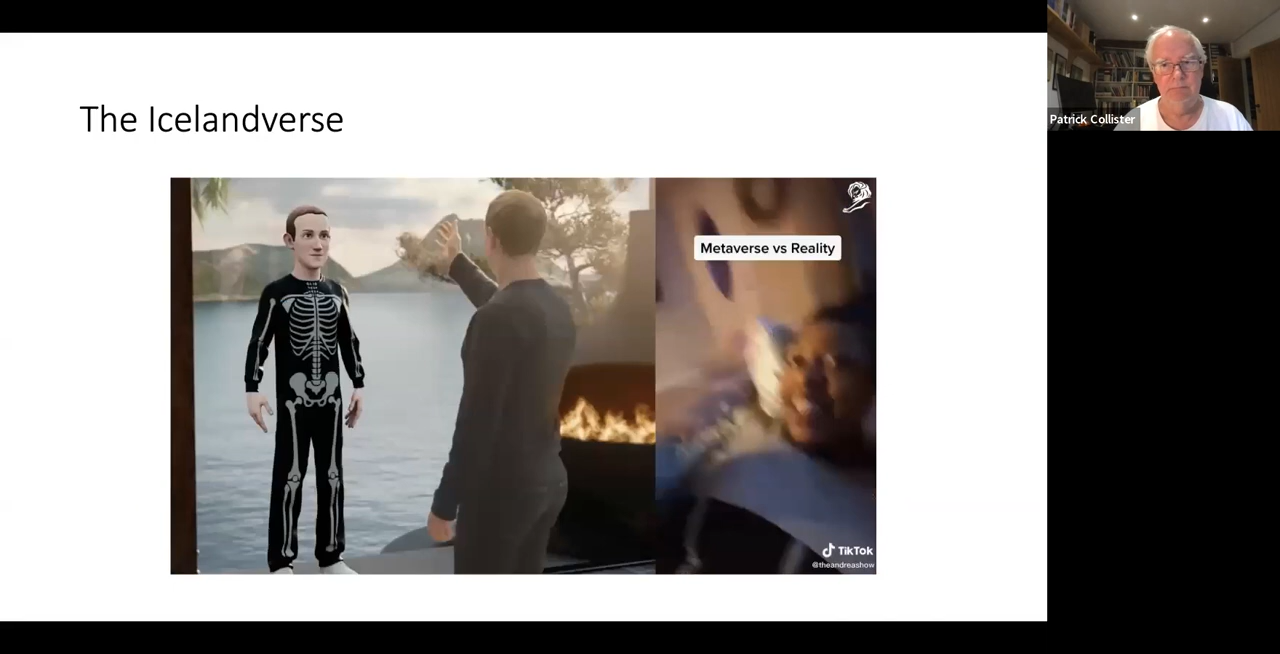 The Icelandverse
Metaverse vs Reality
TikTok
@theandreashow
Patrick Collister